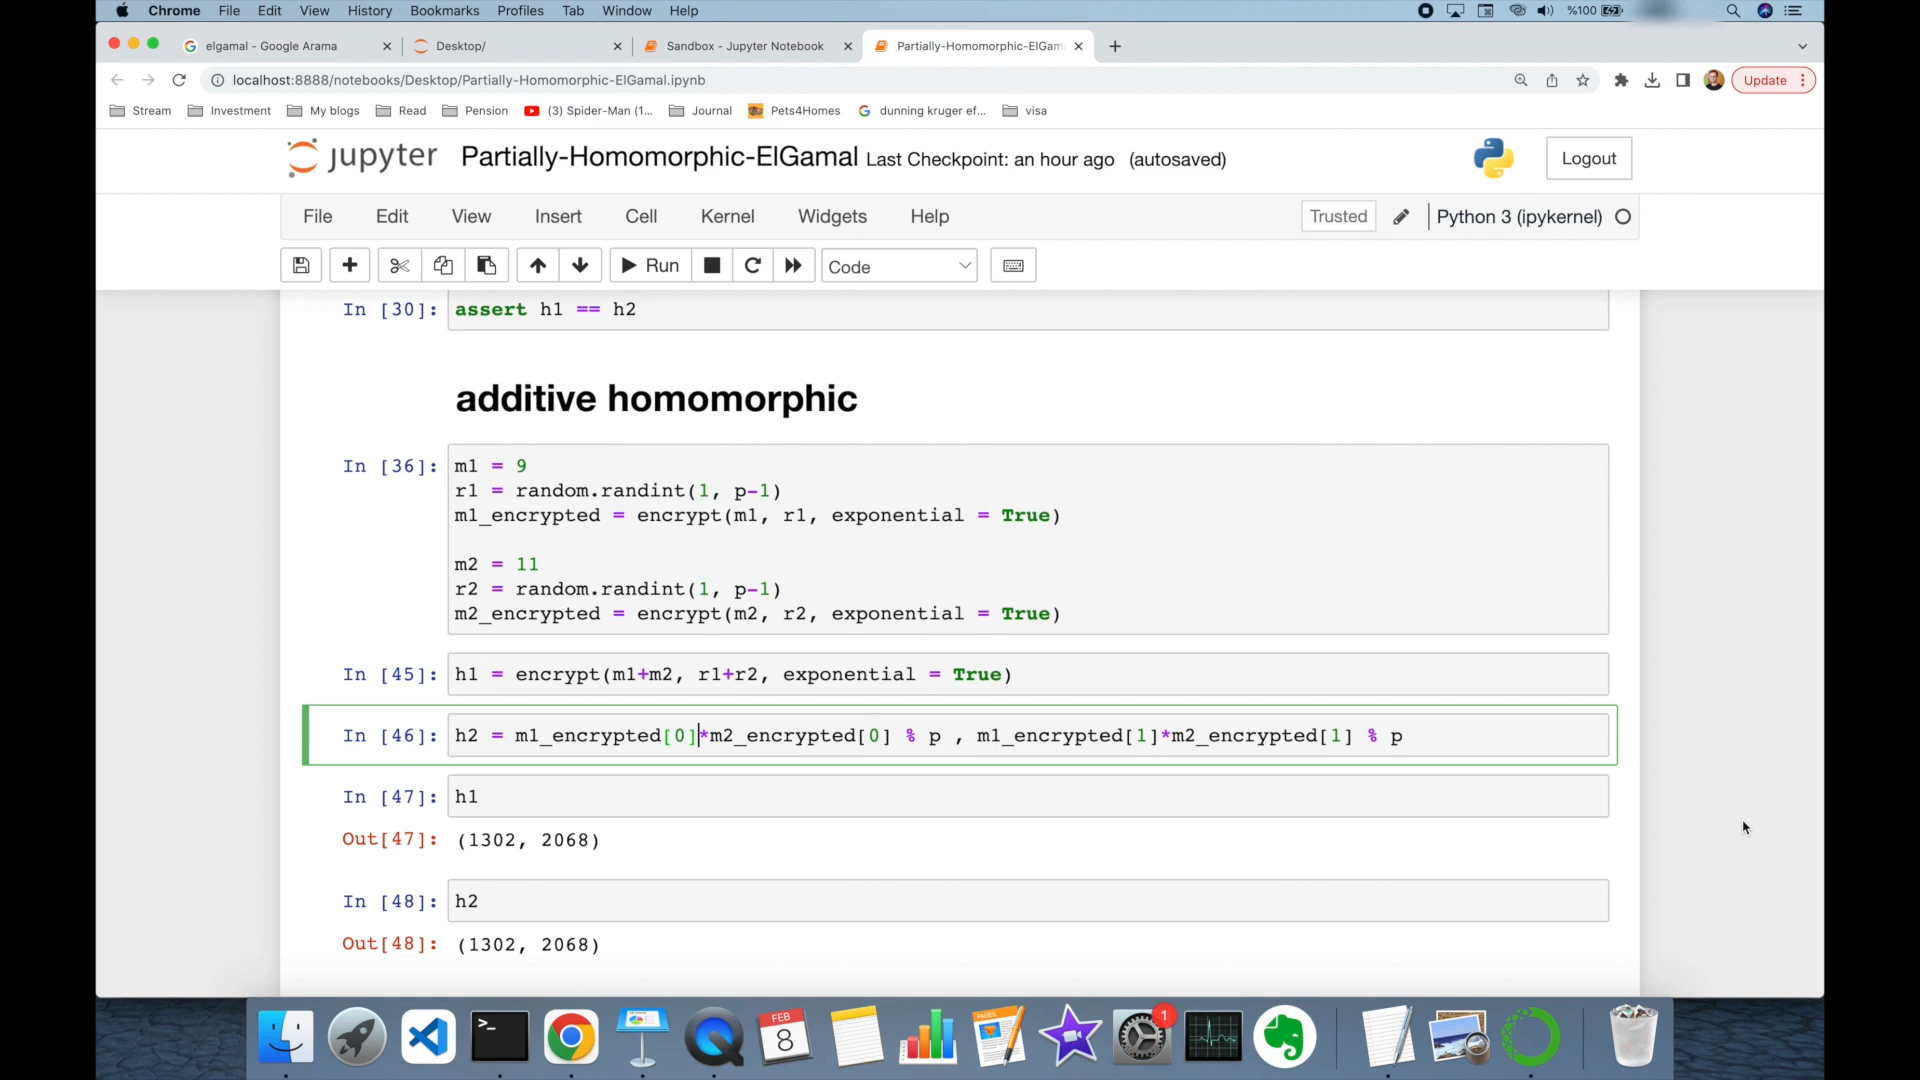 Chrome File Edit View History Bookmarks Profiles Tab Window Help %100
elgamal - Google Arama Desktop/ Sandbox - Jupyter Notebook Partially-Homomorphic-ElGam
localhost:8888/notebooks/Desktop/Partially-Homomorphic-ElGamal.ipynb Update
Stream Investment My blogs Read Pension (3) Spider-Man (1... Journal Pets4Homes dunning kruger ef... visa
jupyter Partially-Homomorphic-ElGamal Last Checkpoint: an hour ago (autosaved) Logout
File Edit View Insert Cell Kernel Widgets Help Trusted Python 3 (ipykernel)
Run Code
In [30]: assert h1 == h2
additive homomorphic
In [36]: m1 = 9
r1 = random.randint(1, p-1)
m1_encrypted = encrypt(m1, r1, exponential = True)
m2 = 11
r2 = random.randint(1, p-1)
m2_encrypted = encrypt(m2, r2, exponential = True)
In [45]: h1 = encrypt(m1+m2, r1+r2, exponential = True)
In [46]: h2 = m1_encrypted[0]*m2_encrypted[0] % p , m1_encrypted[1]*m2_encrypted[1] % p
In [47]: h1
Out[47]: (1302, 2068)
In [48]: h2
Out[48]: (1302, 2068)
FEB
8
PAGES
1